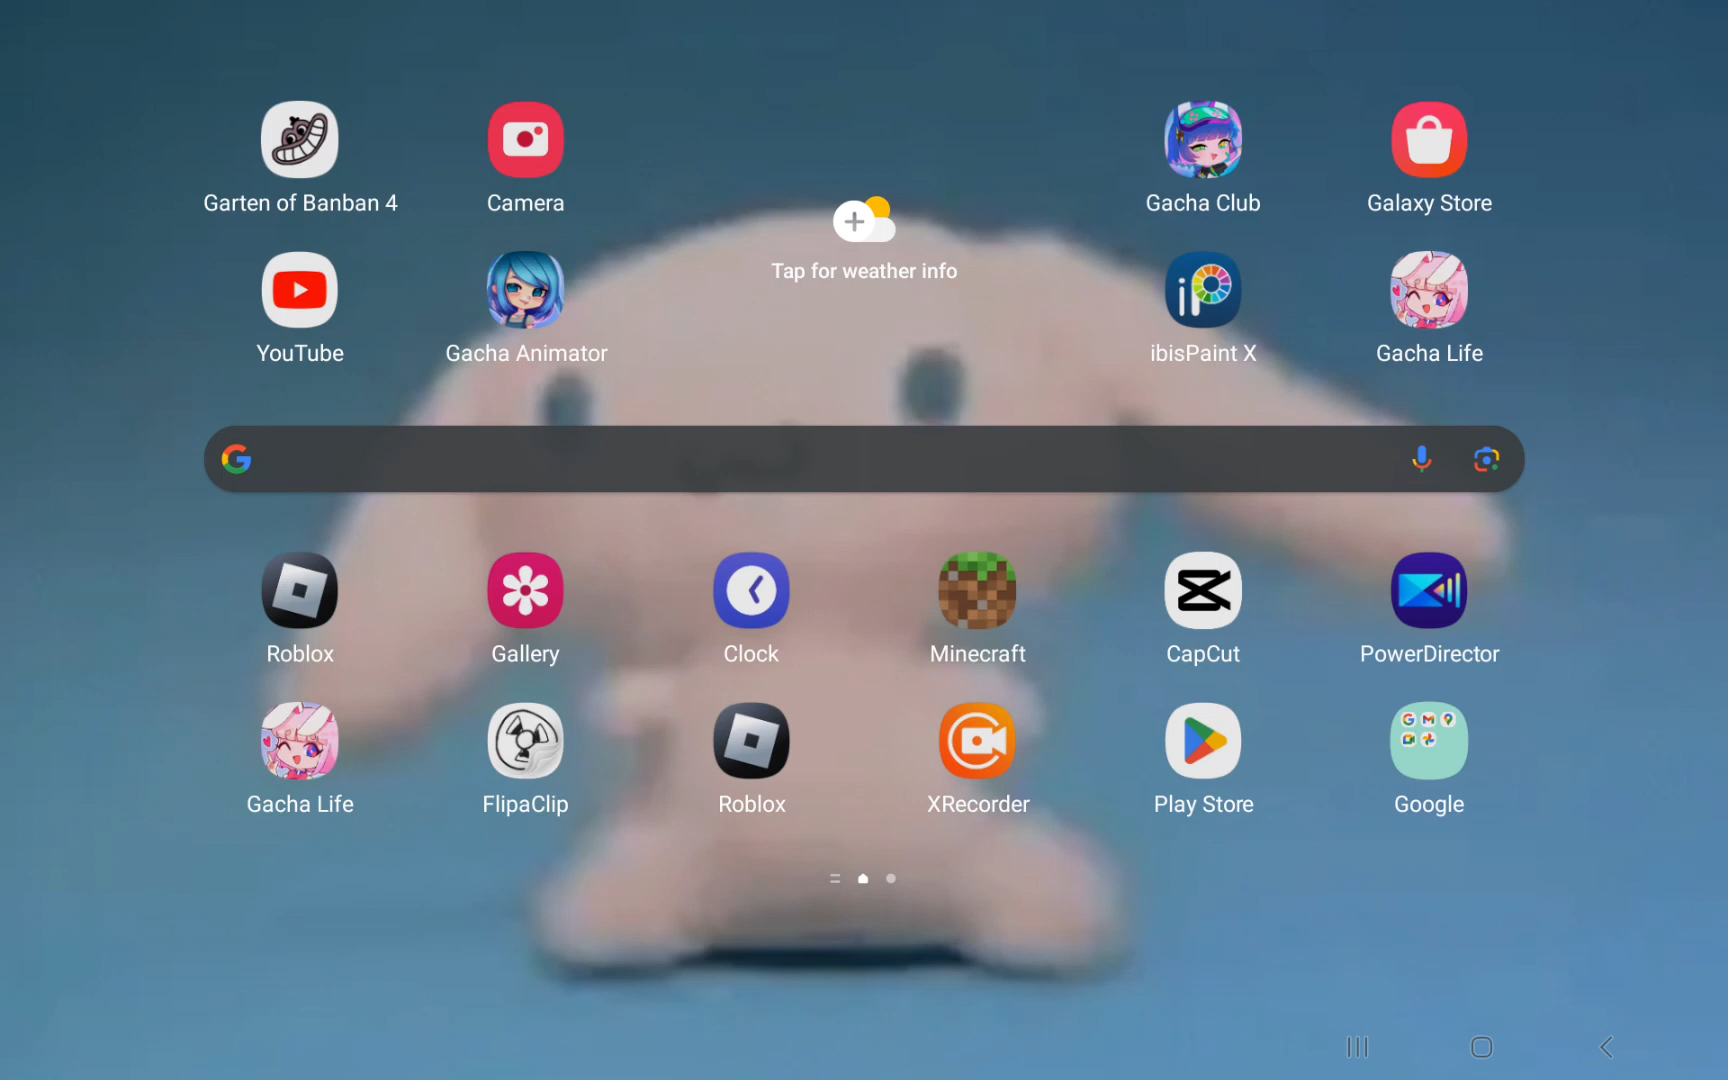 Garten of Banban 4
Camera
Tap for weather info
Gacha Club
Galaxy Store
YouTube
Gacha Animator
ibisPaint X
Gacha Life
Roblox
Gallery
Clock
Minecraft
CapCut
PowerDirector
Gacha Life
FlipaClip
Roblox
XRecorder
Play Store
Google